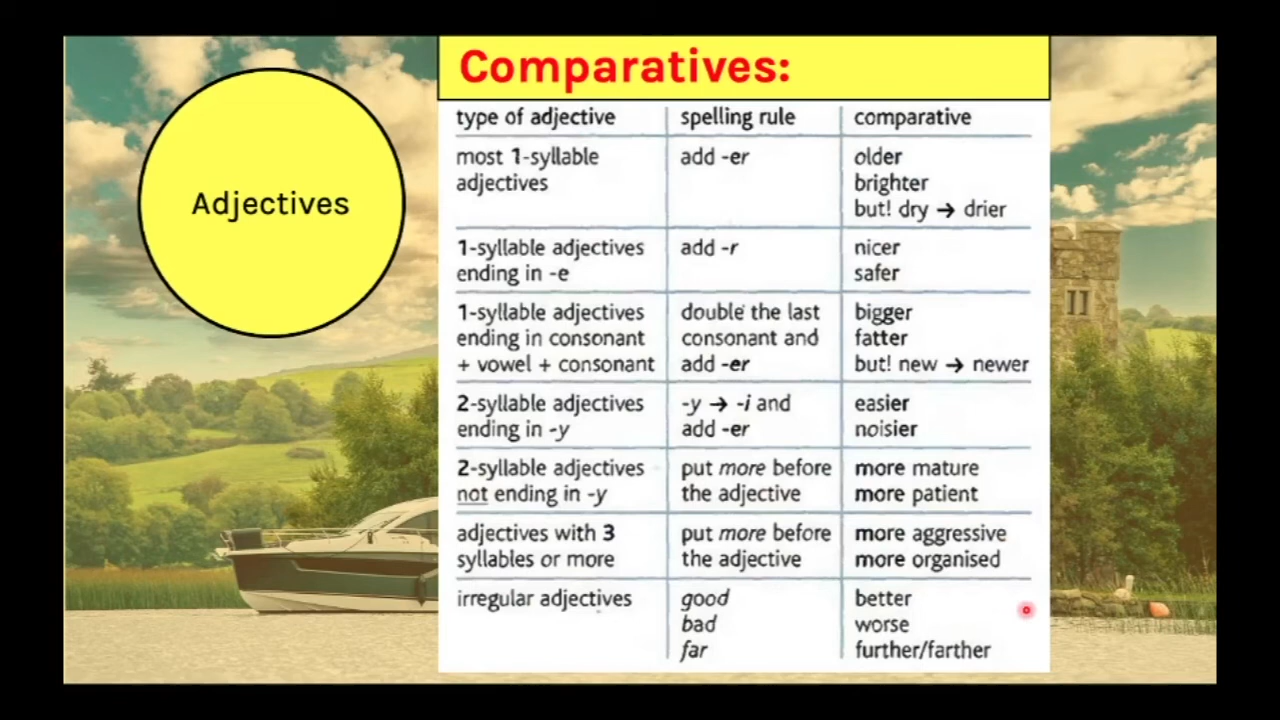 Adjectives
Comparatives:
type of adjective spelling rule comparative
most 1-syllable add -er older
adjectives brighter
but! dry → drier
1-syllable adjectives add -r nicer
ending in -e safer
1-syllable adjectives double the last bigger
ending in consonant consonant and fatter
+ vowel + consonant add -er but! new → newer
2-syllable adjectives -y → -i and easier
ending in -y add -er noisier
2-syllable adjectives put more before more mature
not ending in -y the adjective more patient
adjectives with 3 put more before more aggressive
syllables or more the adjective more organised
irregular adjectives good better
bad worse
far further/farther